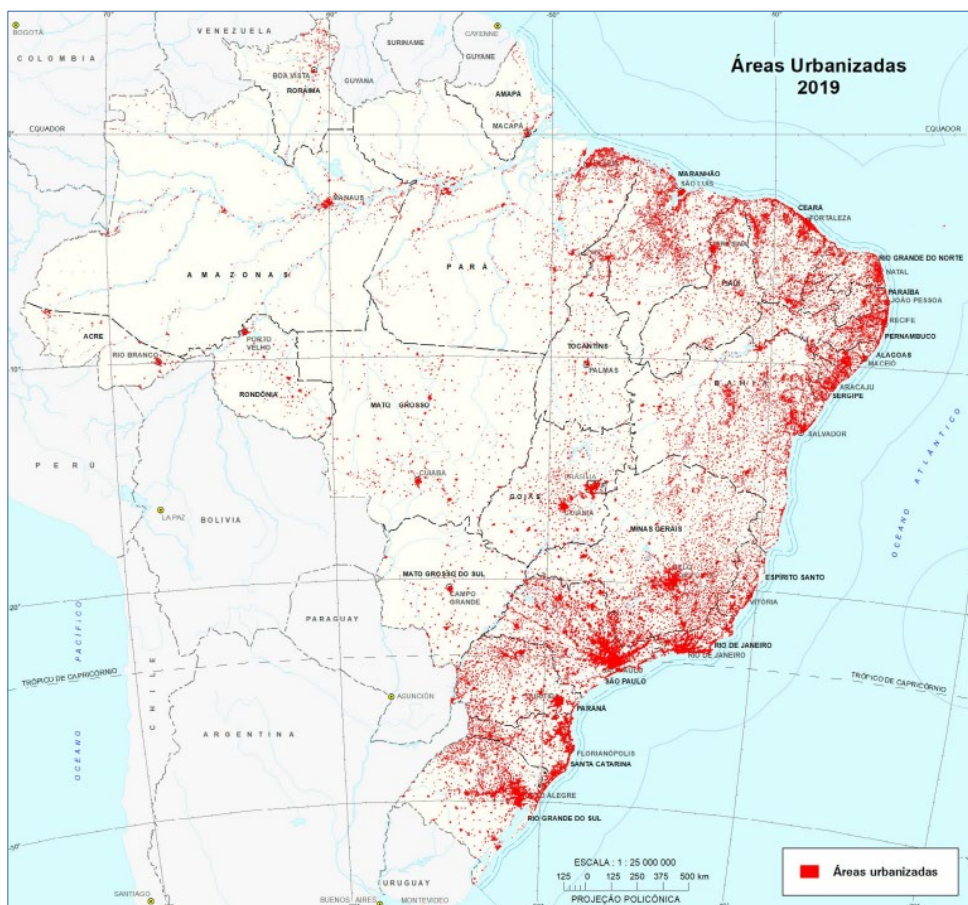 Áreas Urbanizadas
2019
BOGOTÁ
VENEZUELA
COLOMBIA
SURINAME
CAYENNE
GUYANE
GUYANA
BOA VISTA
RORAIMA
AMAPÁ
MACAPÁ
EQUADOR
EQUADOR
MARANHÃO
SÃO LUIS
MANAUS
CEARÁ
FORTALEZA
AMAZONAS
PARÁ
RIO GRANDE DO NORTE
NATAL
PIAUÍ
PARAÍBA
JOÃO PESSOA
RECIFE
PERNAMBUCO
ACRE
RIO BRANCO
PORTO
VELHO
TOCANTINS
PALMAS
ALAGOAS
MACEIÓ
BAHIA
ARACAJU
SERGIPE
RONDÔNIA
MATO GROSSO
SALVADOR
PERÚ
CUIABÁ
GOIÁS
GOIÂNIA
LA PAZ
BOLIVIA
MINAS GERAIS
OCEANO ATLÂNTICO
MATO GROSSO DO SUL
CAMPO
GRANDE
ESPÍRITO SANTO
VITÓRIA
PARAGUAY
RIO DE JANEIRO
RIO DE JANEIRO
SÃO PAULO
TRÓPICO DE CAPRICÓRNIO
TRÓPICO DE CAPRICÓRNIO
OCEANO PACÍFICO
CHILE
ASUNCIÓN
PARANÁ
ARGENTINA
FLORIANÓPOLIS
SANTA CATARINA
ALEGRE
RIO GRANDE DO SUL
ESCALA : 1 : 25 000 000
125 0 125 250 375 500 km
PROJEÇÃO POLICÔNICA
Áreas urbanizadas
URUGUAY
SANTIAGO
BUENOS AIRES
MONTEVIDEO